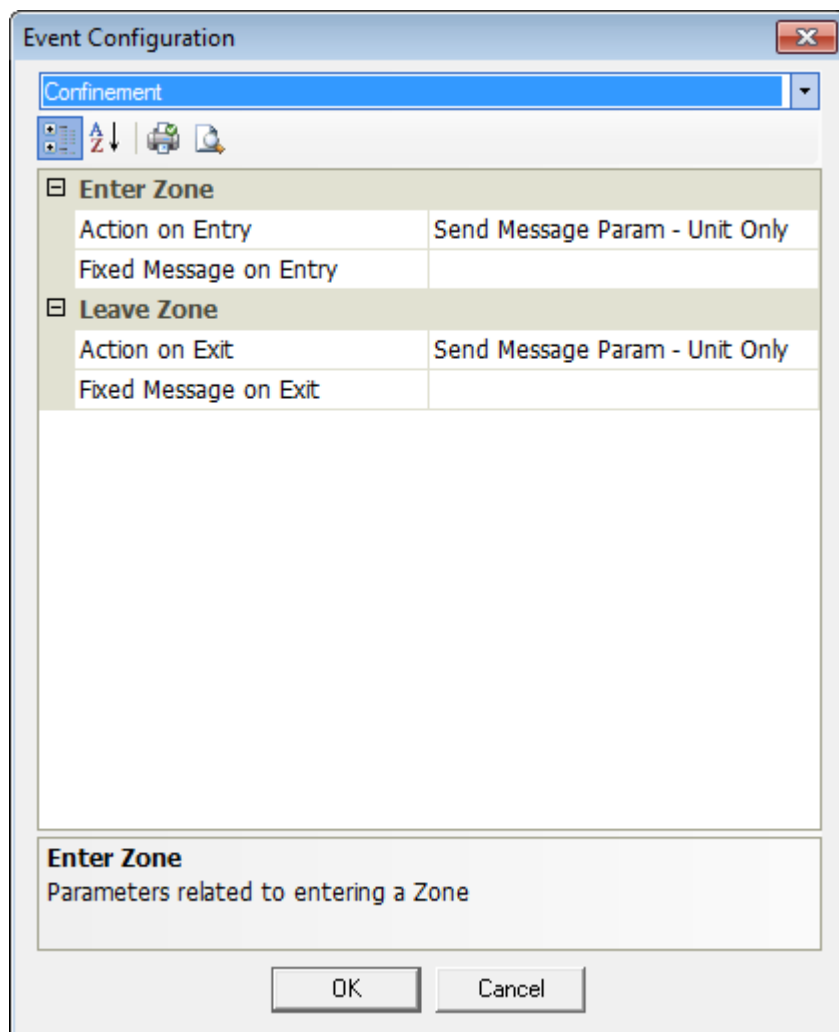 Event Configuration
Confinement
Enter Zone
Action on Entry Send Message Param - Unit Only
Fixed Message on Entry
Leave Zone
Action on Exit Send Message Param - Unit Only
Fixed Message on Exit
Enter Zone
Parameters related to entering a Zone
OK Cancel